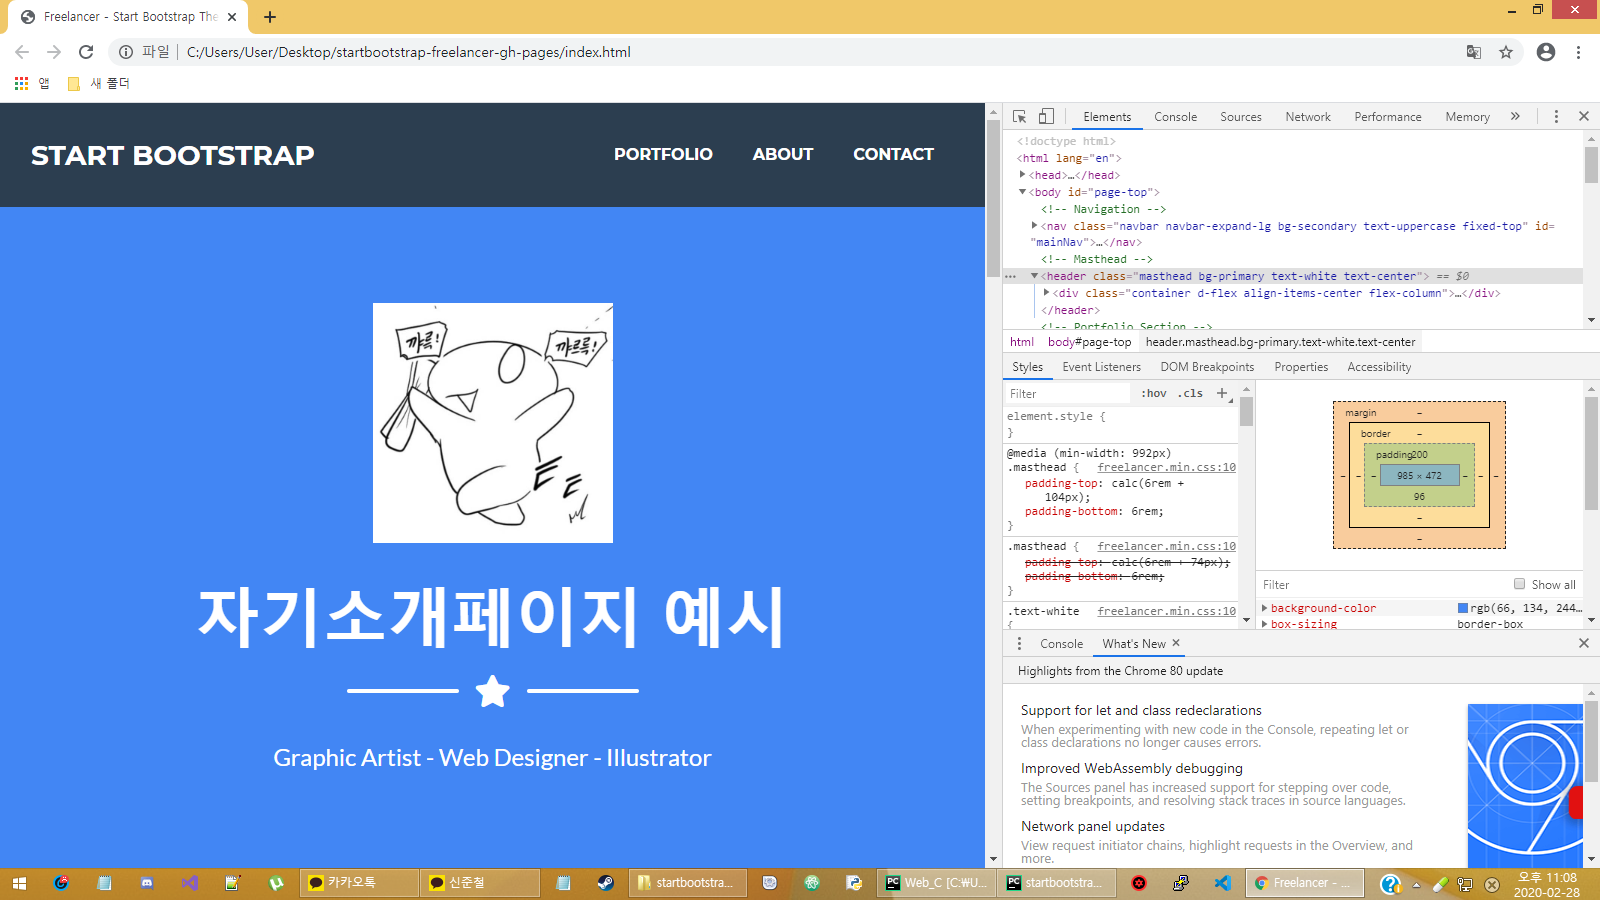 Freelancer - Start Bootstrap The
파일 C:/Users/User/Desktop/startbootstrap-freelancer-gh-pages/index.html
앱 새 폴더
START BOOTSTRAP PORTFOLIO ABOUT CONTACT
꺄륵! 꺄르륵!
자기소개페이지 예시
Graphic Artist - Web Designer - Illustrator
Elements Console Sources Network Performance Memory »
<!doctype html>
<html lang="en">
<head>…</head>
<body id="page-top">
<!-- Navigation -->
<nav class="navbar navbar-expand-lg bg-secondary text-uppercase fixed-top" id=
"mainNav">…</nav>
<!-- Masthead -->
<header class="masthead bg-primary text-white text-center"> == $0
<div class="container d-flex align-items-center flex-column">…</div>
</header>
<!-- Portfolio Section -->
html body#page-top header.masthead.bg-primary.text-white.text-center
Styles Event Listeners DOM Breakpoints Properties Accessibility
Filter :hov .cls +
element.style {
}
@media (min-width: 992px)
.masthead { freelancer.min.css:10
padding-top: calc(6rem +
104px);
padding-bottom: 6rem;
}
.masthead { freelancer.min.css:10
padding-top: calc(6rem + 74px);
padding-bottom: 6rem;
}
.text-white freelancer.min.css:10
{
margin –
border –
padding200
– – – 985 × 472 – – –
96
–
–
Filter Show all
background-color rgb(66, 134, 244…
box-sizing border-box
Console What's New
Highlights from the Chrome 80 update
Support for let and class redeclarations
When experimenting with new code in the Console, repeating let or
class declarations no longer causes errors.
Improved WebAssembly debugging
The Sources panel has increased support for stepping over code,
setting breakpoints, and resolving stack traces in source languages.
Network panel updates
View request initiator chains, highlight requests in the Overview, and
more.
카카오톡 신준철 startbootstra... Web_C [C:₩U... startbootstra... Freelancer - ...
오후 11:08
2020-02-28